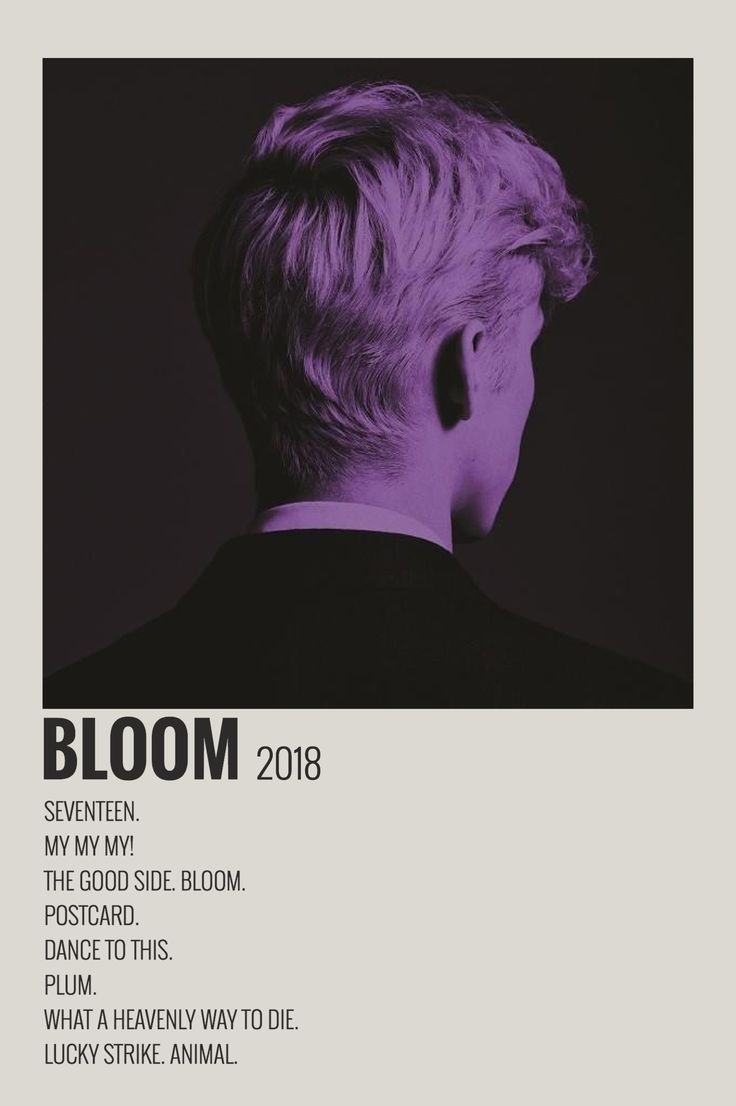 BLOOM 2018
SEVENTEEN.
MY MY MY!
THE GOOD SIDE. BLOOM.
POSTCARD.
DANCE TO THIS.
PLUM.
WHAT A HEAVENLY WAY TO DIE.
LUCKY STRIKE. ANIMAL.